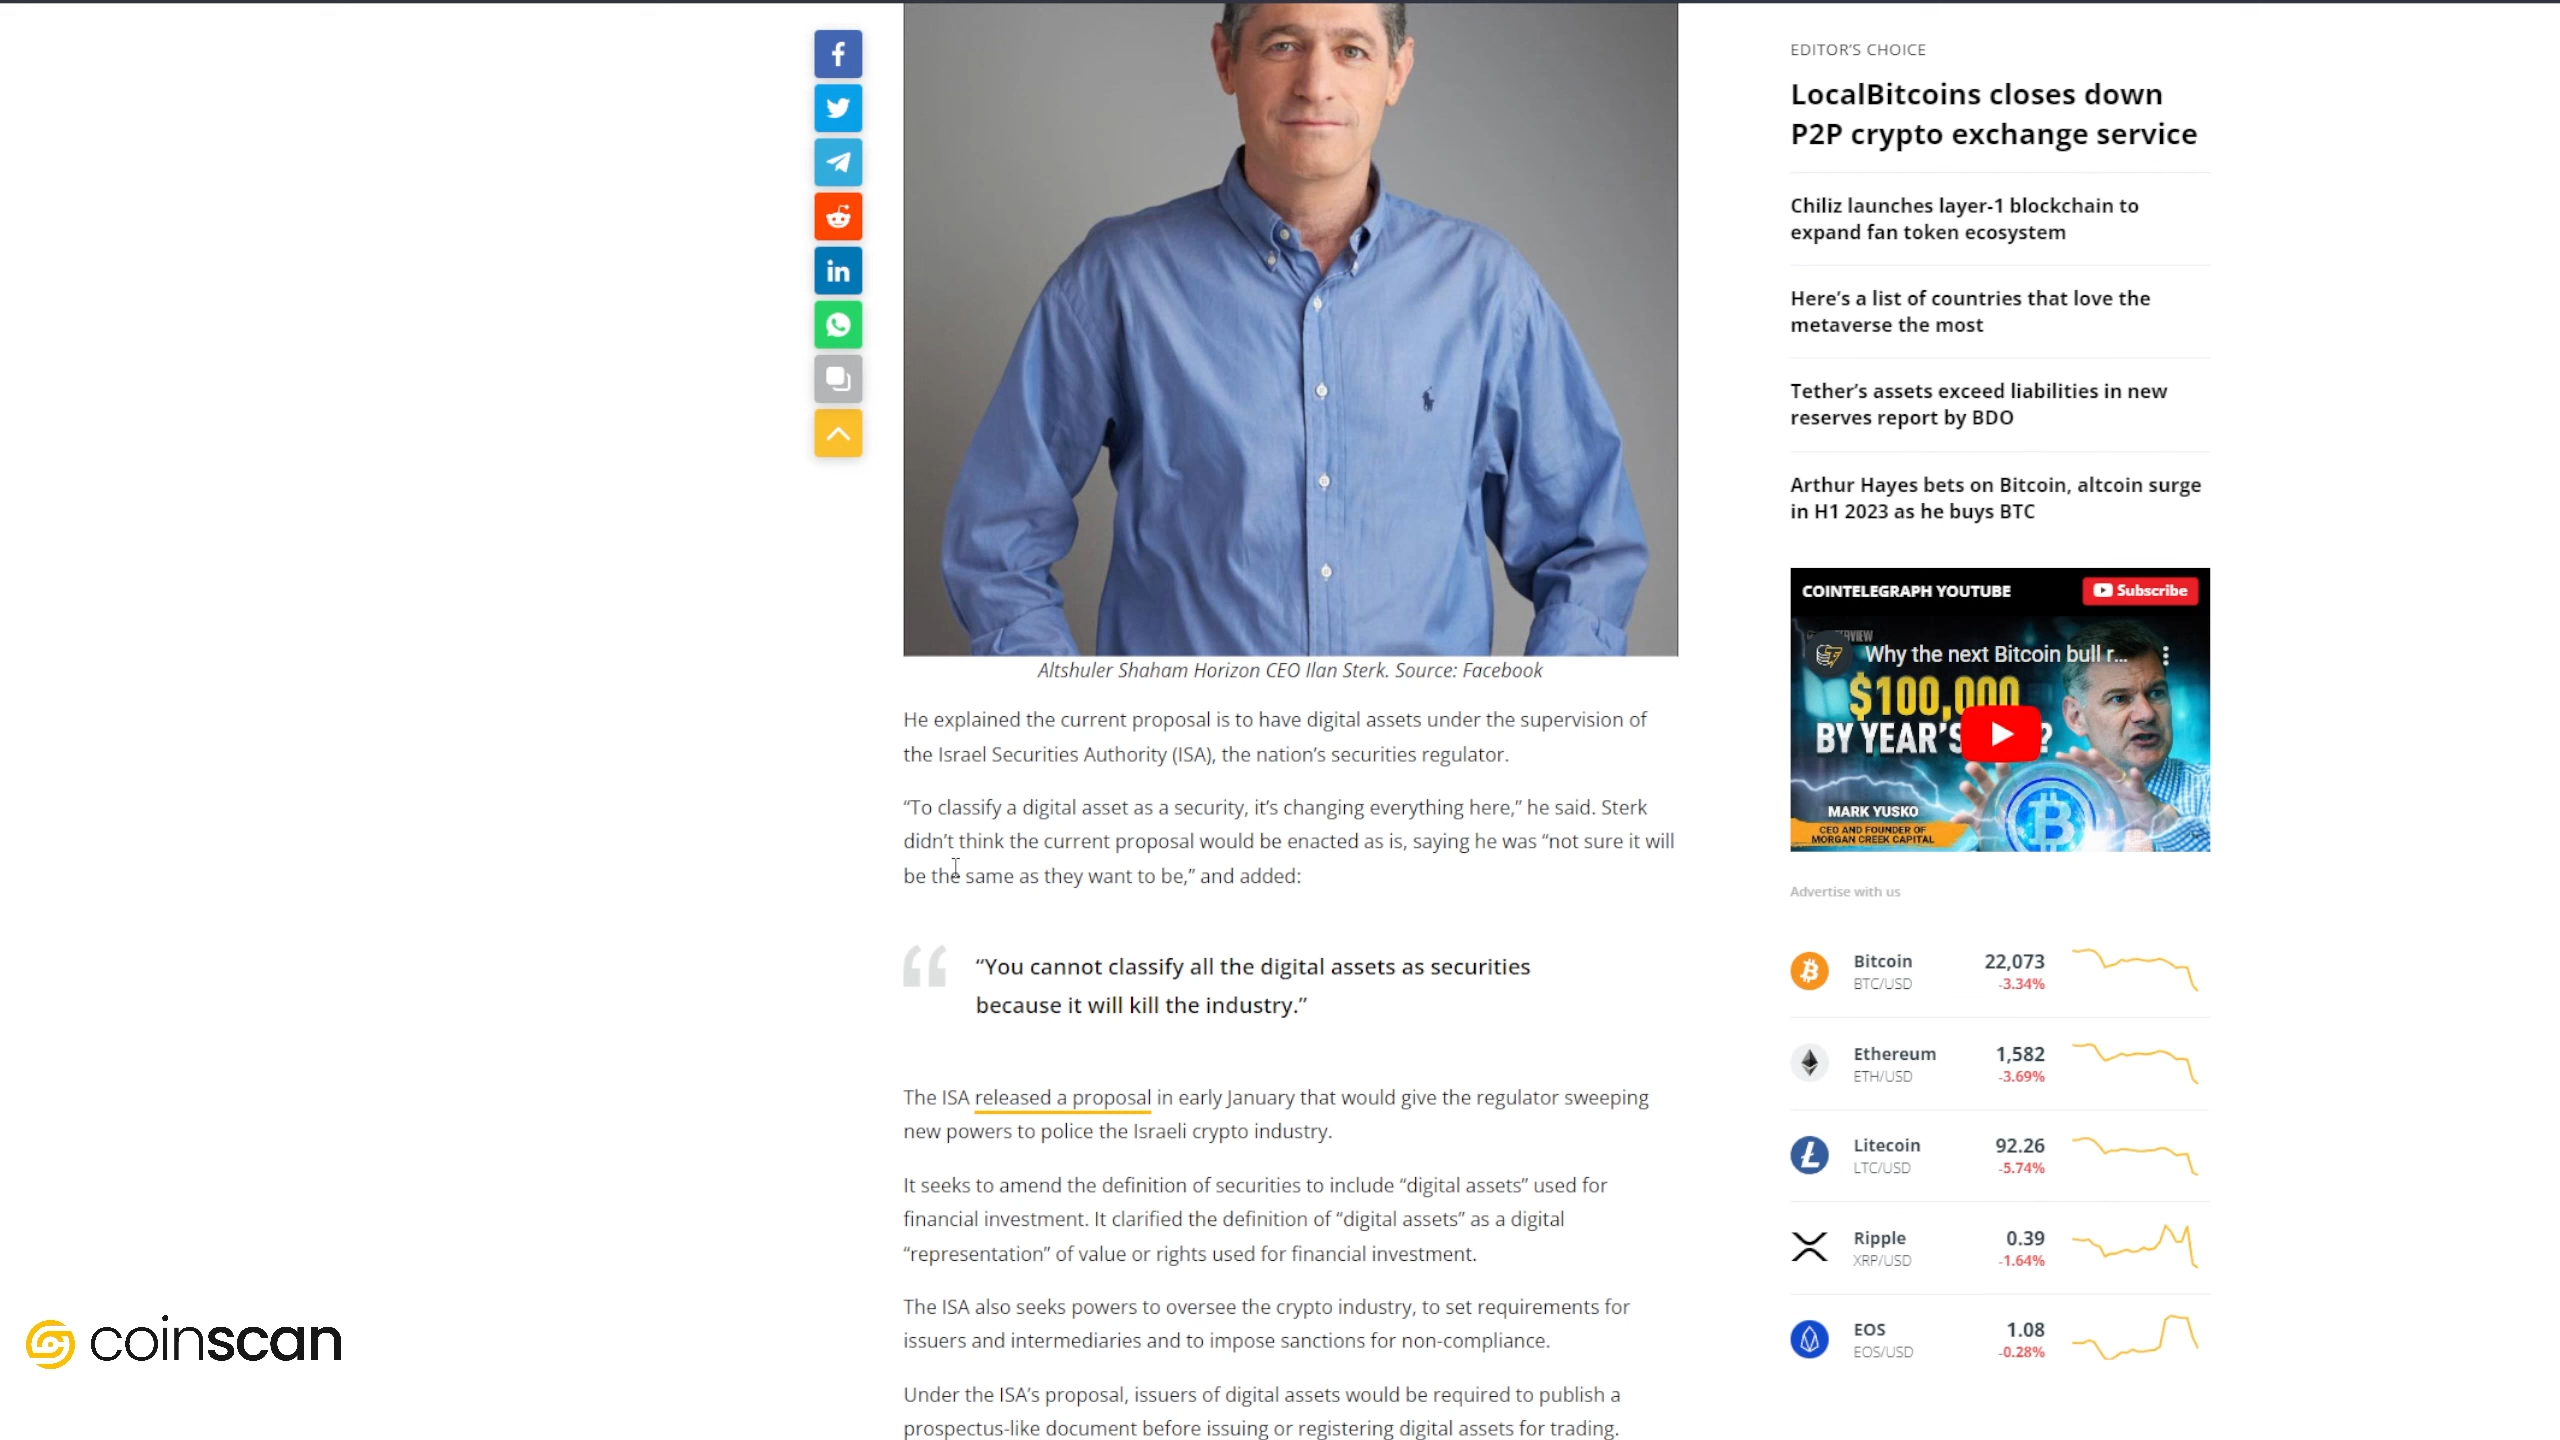 Altshuler Shaham Horizon CEO Ilan Sterk. Source: Facebook
He explained the current proposal is to have digital assets under the supervision of
the Israel Securities Authority (ISA), the nation’s securities regulator.
“To classify a digital asset as a security, it’s changing everything here,” he said. Sterk
didn’t think the current proposal would be enacted as is, saying he was “not sure it will
be the same as they want to be,” and added:
“You cannot classify all the digital assets as securities
because it will kill the industry.”
The ISA released a proposal in early January that would give the regulator sweeping
new powers to police the Israeli crypto industry.
It seeks to amend the definition of securities to include “digital assets” used for
financial investment. It clarified the definition of “digital assets” as a digital
“representation” of value or rights used for financial investment.
The ISA also seeks powers to oversee the crypto industry, to set requirements for
issuers and intermediaries and to impose sanctions for non-compliance.
Under the ISA’s proposal, issuers of digital assets would be required to publish a
prospectus-like document before issuing or registering digital assets for trading.
EDITOR’S CHOICE
LocalBitcoins closes down
P2P crypto exchange service
Chiliz launches layer-1 blockchain to
expand fan token ecosystem
Here’s a list of countries that love the
metaverse the most
Tether’s assets exceed liabilities in new
reserves report by BDO
Arthur Hayes bets on Bitcoin, altcoin surge
in H1 2023 as he buys BTC
COINTELEGRAPH YOUTUBE
Subscribe
Why the next Bitcoin bull r...
$100,000
BY YEAR'S ?
MARK YUSKO
CEO AND FOUNDER OF
MORGAN CREEK CAPITAL
Advertise with us
Bitcoin 22,073
BTC/USD -3.34%
Ethereum 1,582
ETH/USD -3.69%
Litecoin 92.26
LTC/USD -5.74%
Ripple 0.39
XRP/USD -1.64%
EOS 1.08
EOS/USD -0.28%
coinscan